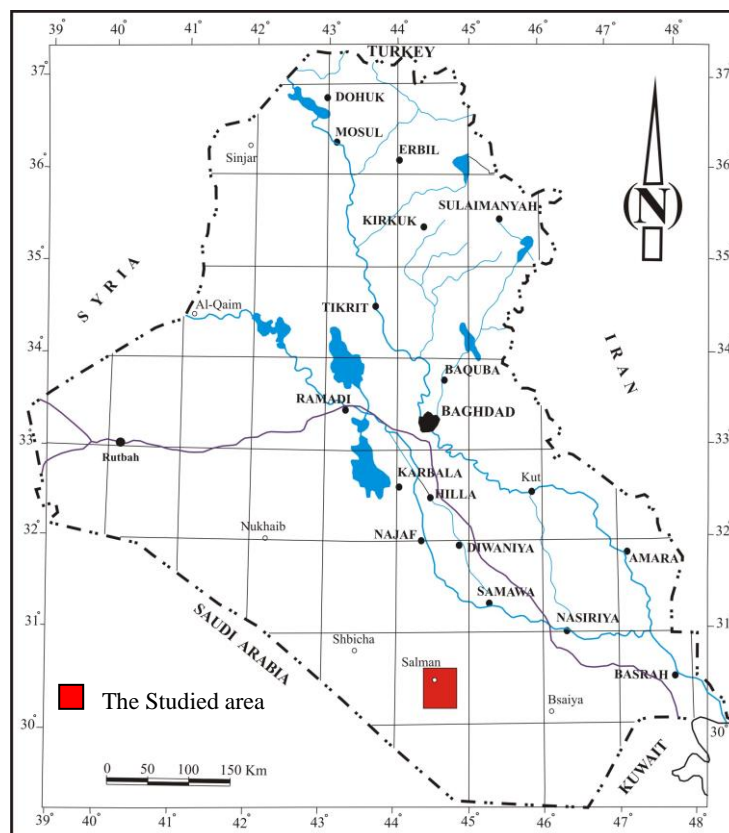 39° 40 41 42 43 44 45 46 47 48°
TURKEY
37° 37
DOHUK
MOSUL
ERBIL
Sinjar
36° 36°
SULAIMANYAH
KIRKUK
(N)
35° 35°
SYRIA
Al-Qaim
TIKRIT
IRAN
34° 34°
BAQUBA
RAMADI
BAGHDAD
33° 33°
Rutbah
KARBALA
Kut
HILLA
Nukhaib
32° 32°
NAJAF
DIWANIYA
AMARA
SAMAWA
31° 31°
NASIRIYA
SAUDI ARABIA
Shbicha
Salman
BASRAH
The Studied area
Bsaiya
30° 30°
KUWAIT
0 50 100 150 Km
39° 40 41 42 43 44 45 46 47 48°